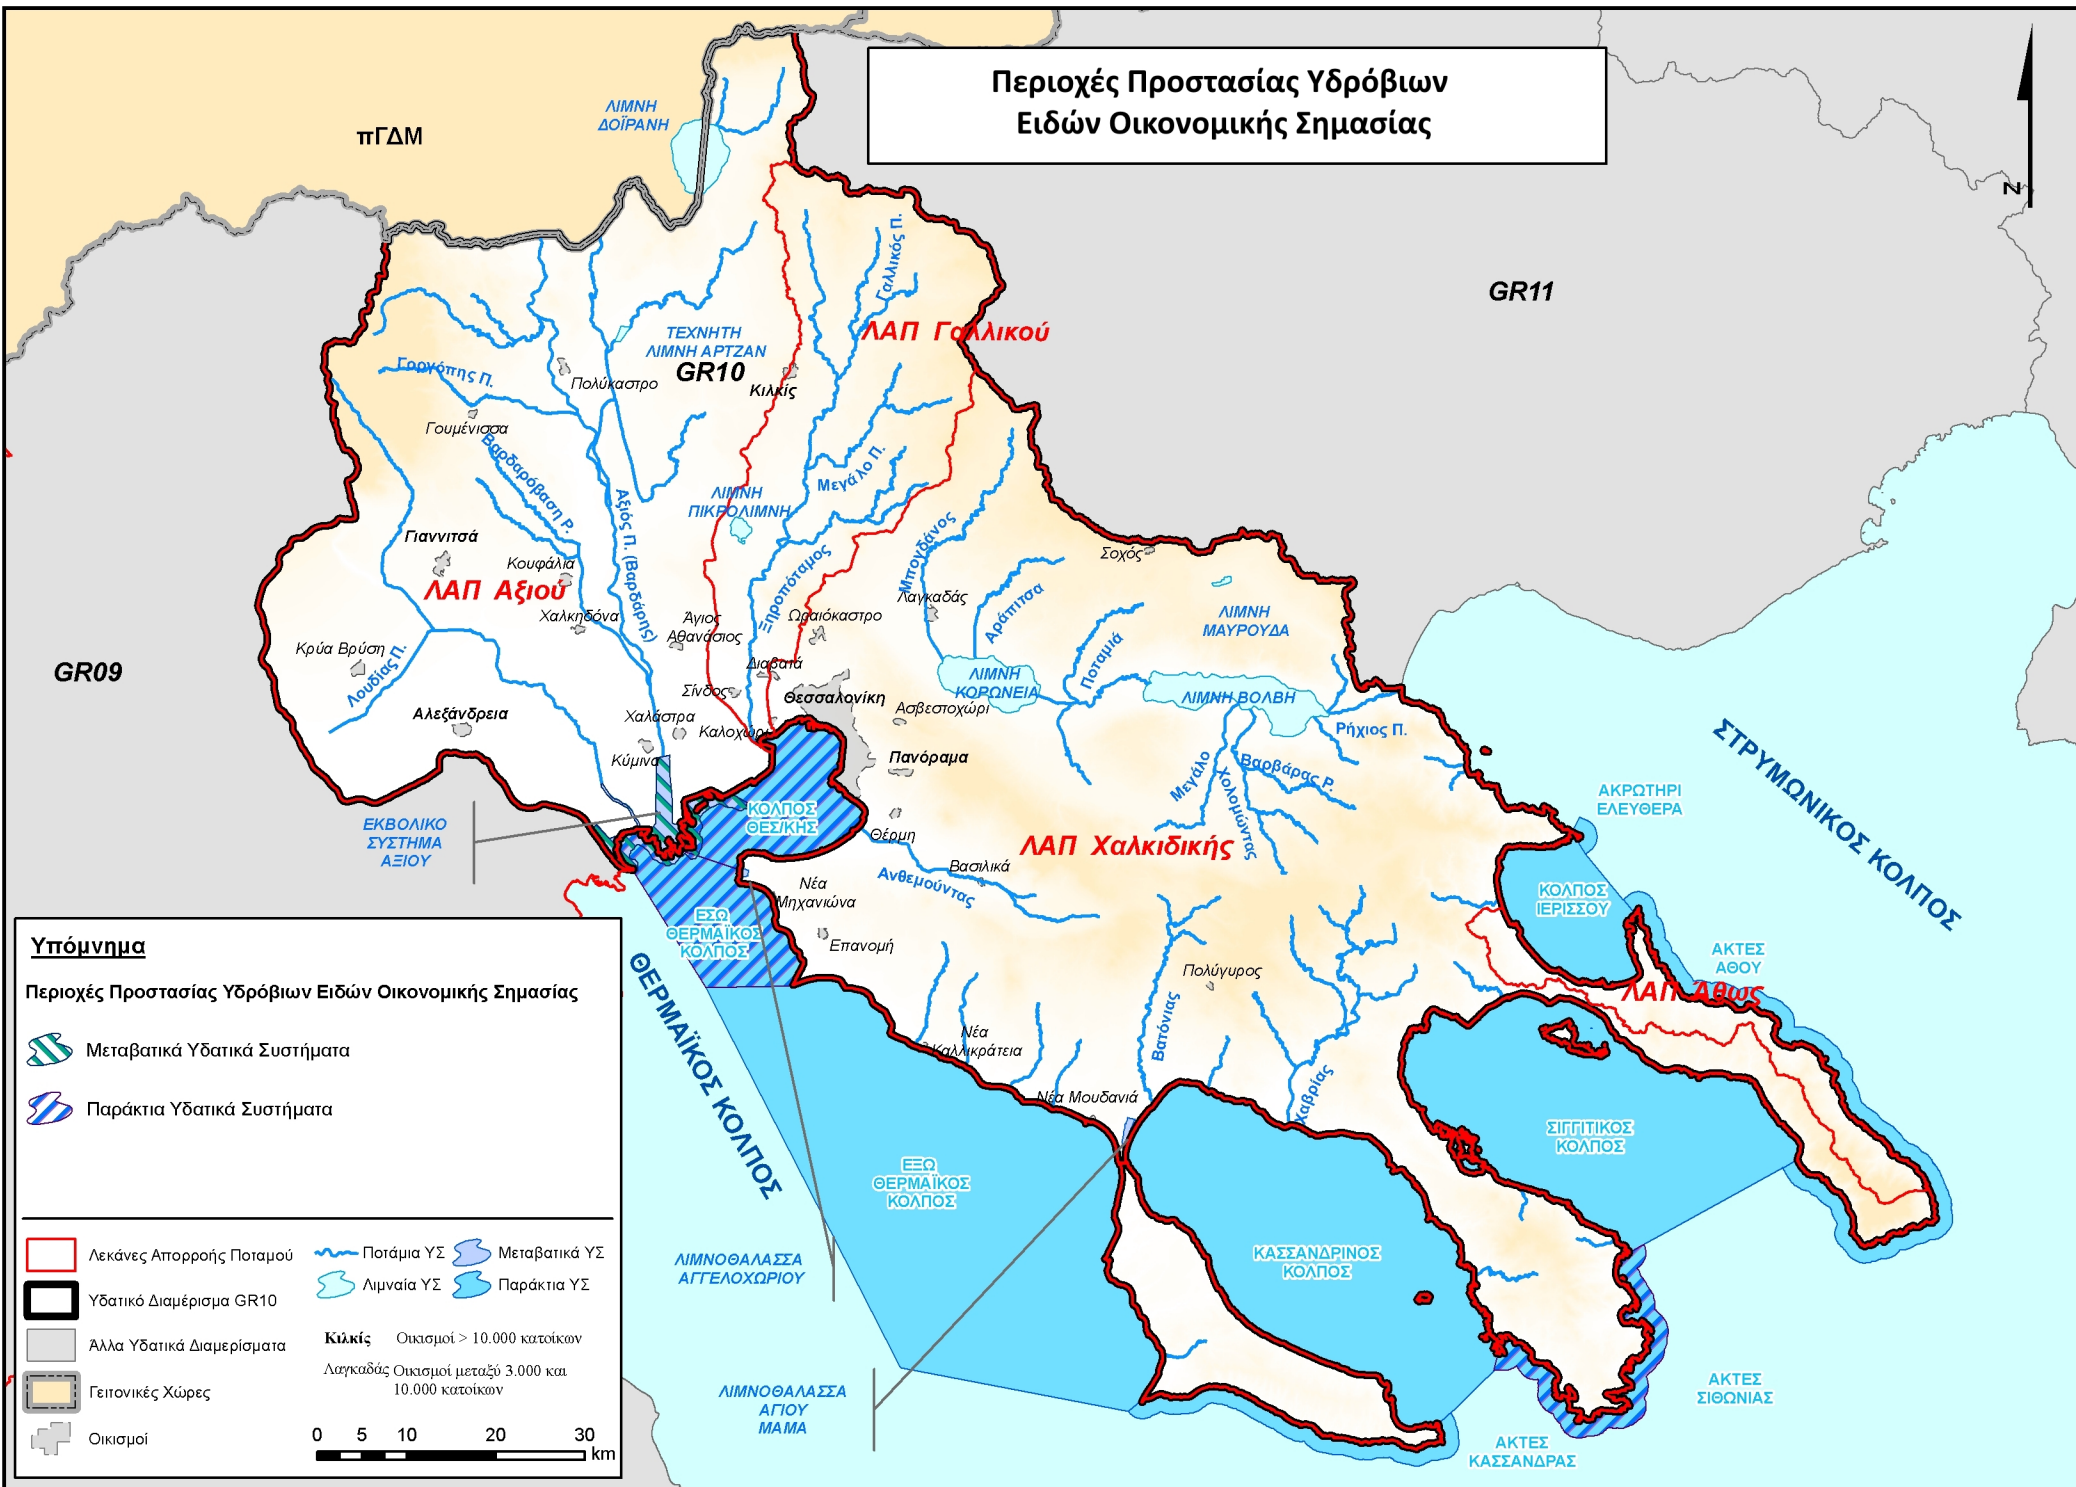 Περιοχές Προστασίας Υδρόβιων
Ειδών Οικονομικής Σημασίας
N
πΓΔΜ
ΛΙΜΝΗ
ΔΟΪΡΑΝΗ
GR11
Γαλλικός Π.
ΛΑΠ Γαλλικού
ΤΕΧΝΗΤΗ
ΛΙΜΝΗ ΑΡΤΖΑΝ
GR10
Γοργόπης Π.
Πολύκαστρο
Κιλκίς
Γουμένισσα
Βαρδαρόβαση Ρ.
Αξιός Π. (Βαρδάρης)
ΛΙΜΝΗ
ΠΙΚΡΟΛΙΜΝΗ
Μεγάλο Π.
Γιαννιτσά
Κουφάλια
ΛΑΠ Αξιού
Χαλκηδόνα
Άγιος
Αθανάσιος
Ξηροπόταμος
Ωραιόκαστρο
Μπογδάνος
Λαγκαδάς
Αράπιτσα
Σοχός
ΛΙΜΝΗ
ΜΑΥΡΟΥΔΑ
Κρύα Βρύση
Λουδίας Π.
GR09
Διαβατά
Σίνδος
Θεσσαλονίκη
ΛΙΜΝΗ
ΚΟΡΩΝΕΙΑ
Ποταμιά
ΛΙΜΝΗ ΒΟΛΒΗ
Αλεξάνδρεια
Χαλάστρα
Καλοχώρι
Ασβεστοχώρι
Ρήχιος Π.
Κύμινα
Πανόραμα
Μεγάλο
Χολομώντας
Βαρβάρας Ρ.
ΣΤΡΥΜΩΝΙΚΟΣ ΚΟΛΠΟΣ
ΑΚΡΩΤΗΡΙ
ΕΛΕΥΘΕΡΑ
ΕΚΒΟΛΙΚΟ
ΣΥΣΤΗΜΑ
ΑΞΙΟΥ
ΚΟΛΠΟΣ
ΘΕΣ/ΚΗΣ
Θέρμη
ΛΑΠ Χαλκιδικής
Βασιλικά
Ανθεμούντας
Νέα
Μηχανιώνα
ΚΟΛΠΟΣ
ΙΕΡΙΣΣΟΥ
ΕΣΩ
ΘΕΡΜΑΪΚΟΣ
ΚΟΛΠΟΣ
Επανομή
ΑΚΤΕΣ
ΑΘΟΥ
ΛΑΠ Άθως
Πολύγυρος
ΘΕΡΜΑΪΚΟΣ ΚΟΛΠΟΣ
Νέα
Καλλικράτεια
Βατόνιας
Νέα Μουδανιά
Χαβρίας
ΣΙΓΓΙΤΙΚΟΣ
ΚΟΛΠΟΣ
ΕΞΩ
ΘΕΡΜΑΪΚΟΣ
ΚΟΛΠΟΣ
ΚΑΣΣΑΝΔΡΙΝΟΣ
ΚΟΛΠΟΣ
ΛΙΜΝΟΘΑΛΑΣΣΑ
ΑΓΓΕΛΟΧΩΡΙΟΥ
ΛΙΜΝΟΘΑΛΑΣΣΑ
ΑΓΙΟΥ
ΜΑΜΑ
ΑΚΤΕΣ
ΣΙΘΩΝΙΑΣ
ΑΚΤΕΣ
ΚΑΣΣΑΝΔΡΑΣ
Υπόμνημα
Περιοχές Προστασίας Υδρόβιων Ειδών Οικονομικής Σημασίας
Μεταβατικά Υδατικά Συστήματα
Παράκτια Υδατικά Συστήματα
Λεκάνες Απορροής Ποταμού
Υδατικό Διαμέρισμα GR10
Άλλα Υδατικά Διαμερίσματα
Γειτονικές Χώρες
Οικισμοί
Ποτάμια ΥΣ
Μεταβατικά ΥΣ
Λιμναία ΥΣ
Παράκτια ΥΣ
Κιλκίς Οικισμοί > 10.000 κατοίκων
Λαγκαδάς Οικισμοί μεταξύ 3.000 και
10.000 κατοίκων
0 5 10 20 30
km